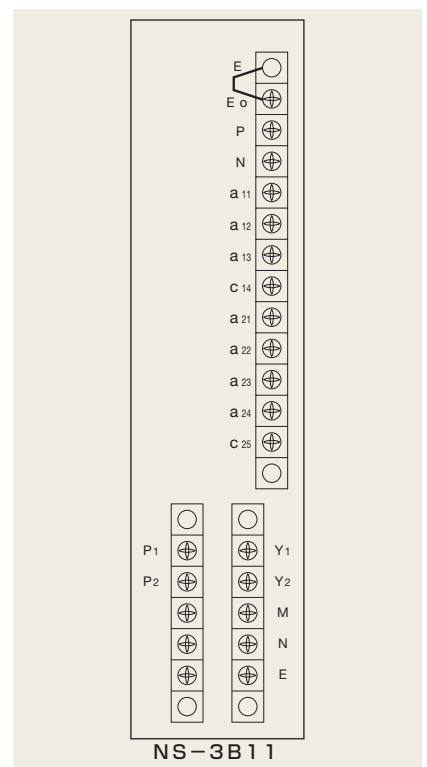 E
Eo
P
N
a11
a12
a13
c14
a21
a22
a23
a24
c25
P1 Y1
P2 Y2
M
N
E
NS-3B11